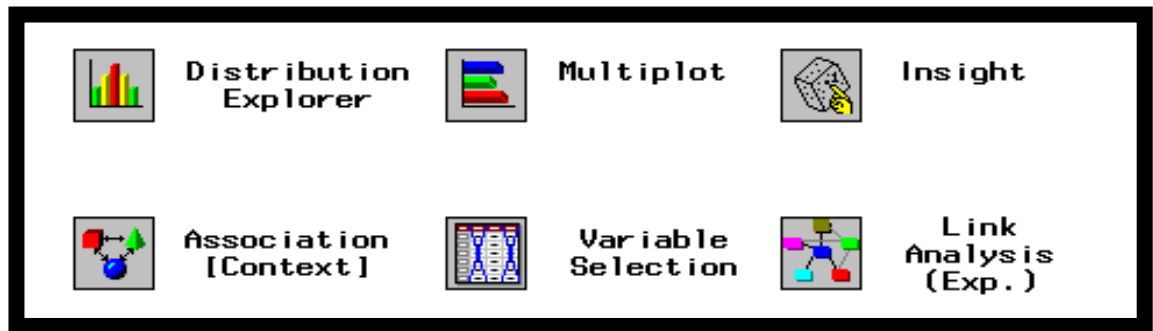 Distribution
Explorer
Multiplot
Insight
Association
[Context]
Variable
Selection
Link
Analysis
(Exp.)